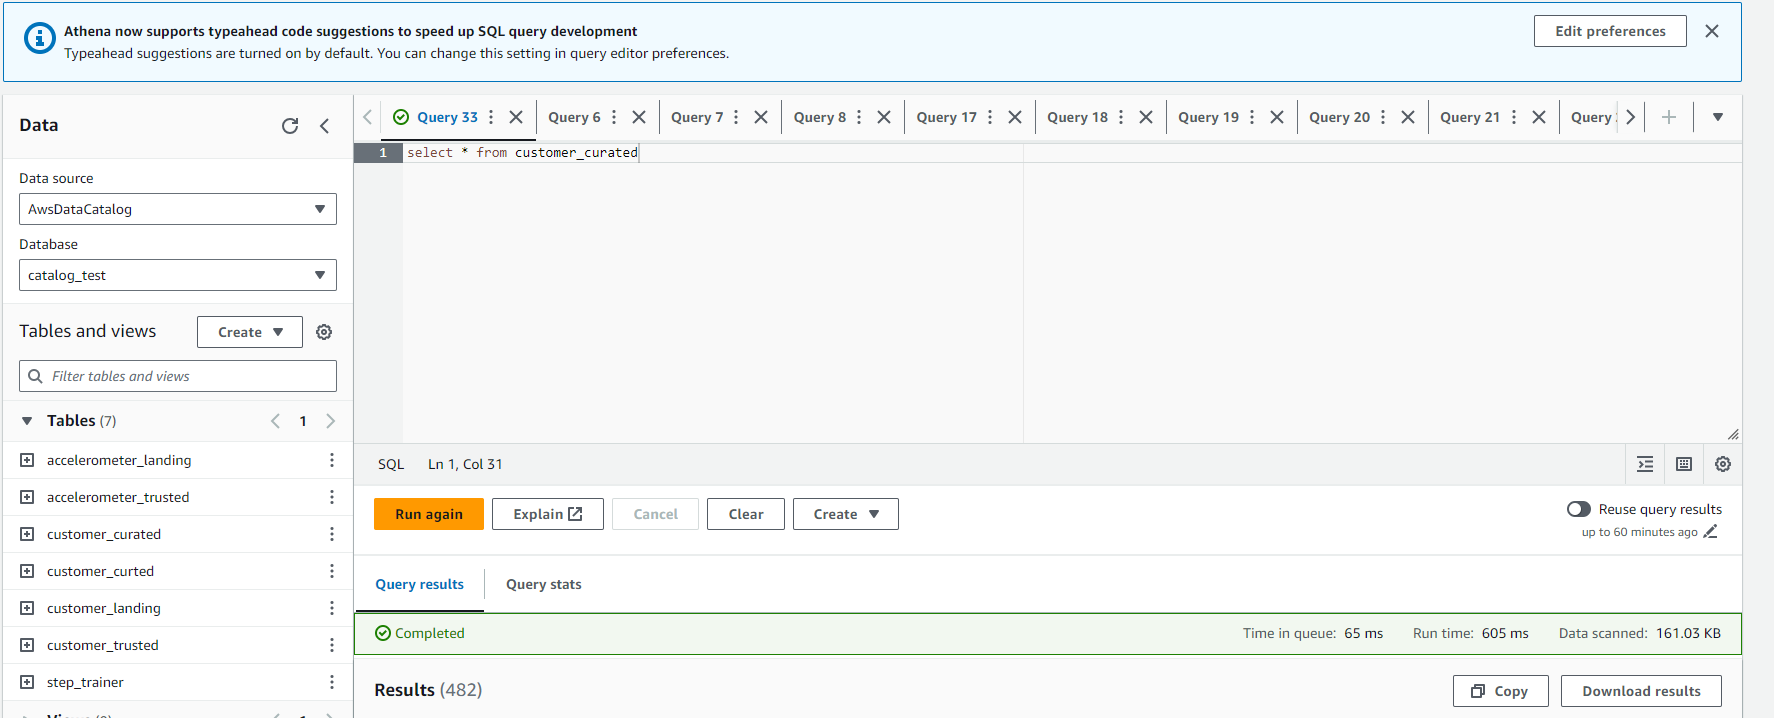 Athena now supports typeahead code suggestions to speed up SQL query development
Typeahead suggestions are turned on by default. You can change this setting in query editor preferences.
Edit preferences
Data
Data source
AwsDataCatalog
Database
catalog_test
Tables and views
Create
Filter tables and views
Tables (7)
1
accelerometer_landing
accelerometer_trusted
customer_curated
customer_curted
customer_landing
customer_trusted
step_trainer
Query 33 Query 6 Query 7 Query 8 Query 17 Query 18 Query 19 Query 20 Query 21 Query
1 select * from customer_curated
SQL Ln 1, Col 31
Run again Explain Cancel Clear Create
Reuse query results
up to 60 minutes ago
Query results Query stats
Completed Time in queue: 65 ms Run time: 605 ms Data scanned: 161.03 KB
Results (482) Copy Download results